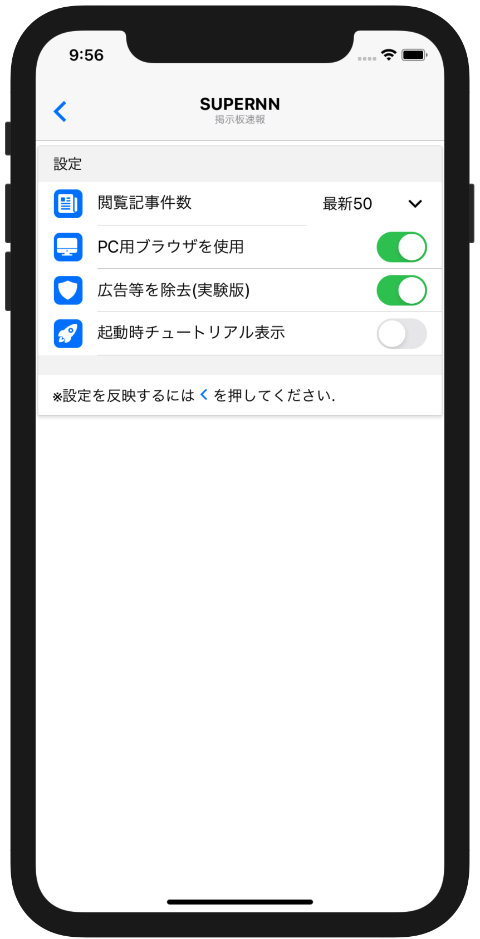 9:56
SUPERNN
掲示板速報
設定
閲覧記事件数 最新50
PC用ブラウザを使用
広告等を除去(実験版)
起動時チュートリアル表示
※設定を反映するには < を押してください.